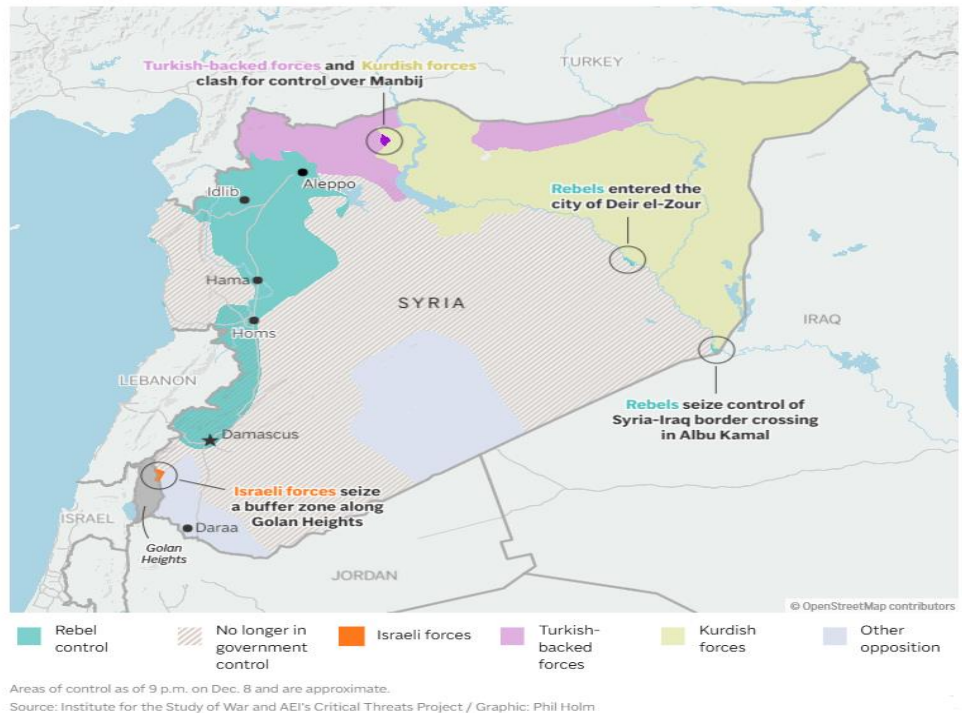 Turkish-backed forces and Kurdish forces
clash for control over Manbij
TURKEY
Aleppo
Idlib
Rebels entered the
city of Deir el-Zour
Hama
SYRIA
Homs
IRAQ
LEBANON
Rebels seize control of
Syria-Iraq border crossing
in Albu Kamal
Damascus
Israeli forces seize
a buffer zone along
Golan Heights
ISRAEL
Daraa
Golan
Heights
JORDAN
© OpenStreetMap contributors
Rebel
control
No longer in
government
control
Israeli forces
Turkish-
backed
forces
Kurdish
forces
Other
opposition
Areas of control as of 9 p.m. on Dec. 8 and are approximate.
Source: Institute for the Study of War and AEI's Critical Threats Project / Graphic: Phil Holm